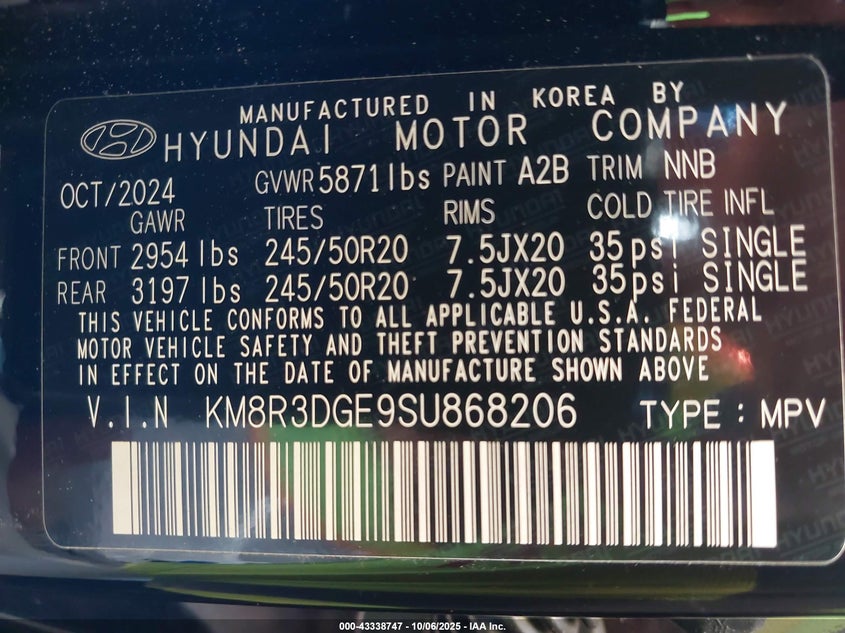 MANUFACTURED IN KOREA BY
HYUNDAI MOTOR COMPANY
OCT/2024 GVWR 5871lbs PAINT A2B TRIM NNB
GAWR TIRES RIMS COLD TIRE INFL
FRONT 2954 lbs 245/50R20 7.5JX20 35psi SINGLE
REAR 3197 lbs 245/50R20 7.5JX20 35psi SINGLE
THIS VEHICLE CONFORMS TO ALL APPLICABLE U.S.A. FEDERAL
MOTOR VEHICLE SAFETY AND THEFT PREVENTION STANDARDS
IN EFFECT ON THE DATE OF MANUFACTURE SHOWN ABOVE
V.I.N KM8R3DGE9SU868206 TYPE : MPV
000-43338747 - 10/06/2025 - IAA Inc.